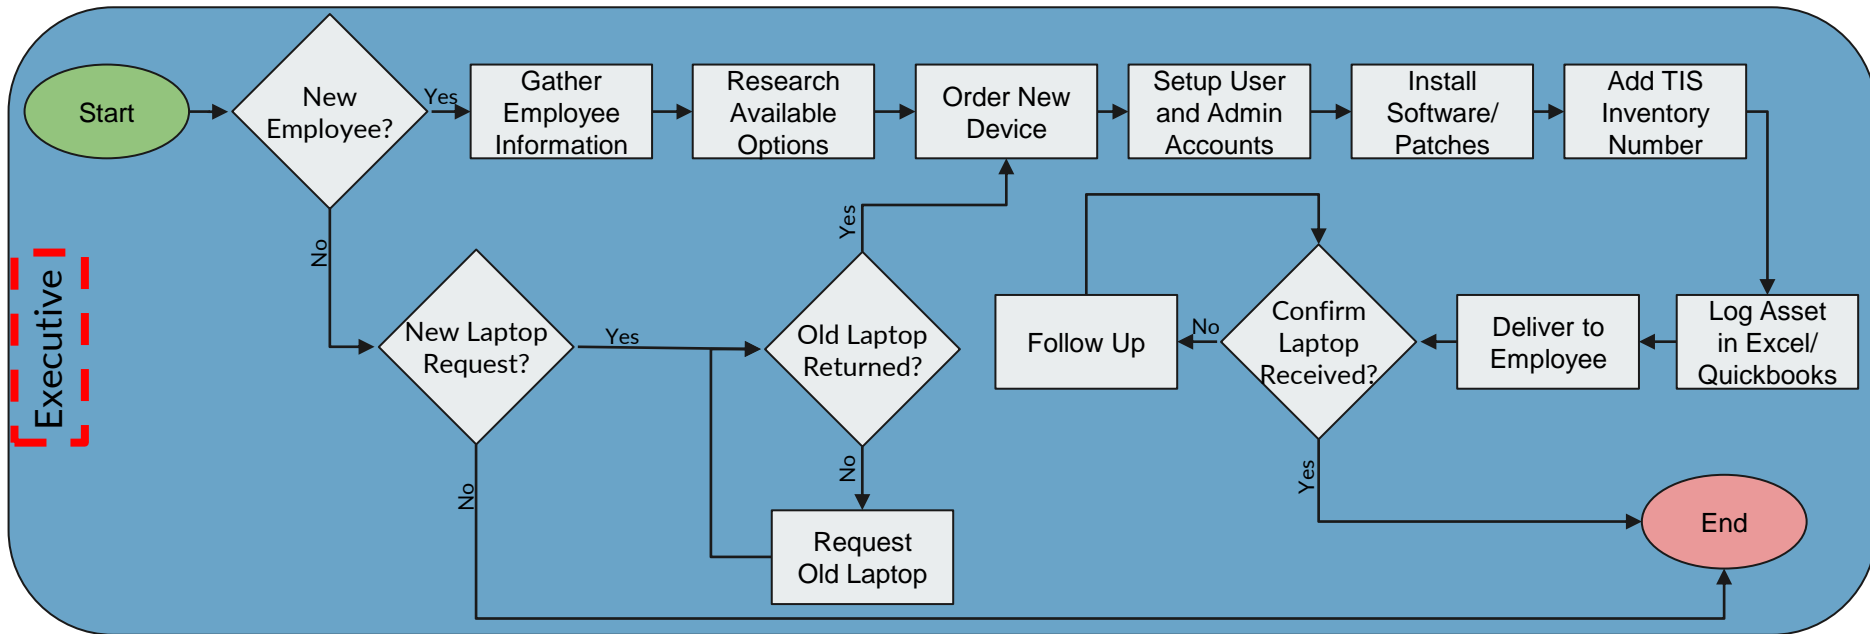 Start
New
Employee?
Yes
Gather
Employee
Information
Research
Available
Options
Order New
Device
Setup User
and Admin
Accounts
Install
Software/
Patches
Add TIS
Inventory
Number
No
Executive
New Laptop
Request?
Yes
Old Laptop
Returned?
Yes
No
Request
Old Laptop
No
Follow Up
No
Confirm
Laptop
Received?
Deliver to
Employee
Log Asset
in Excel/
Quickbooks
Yes
End